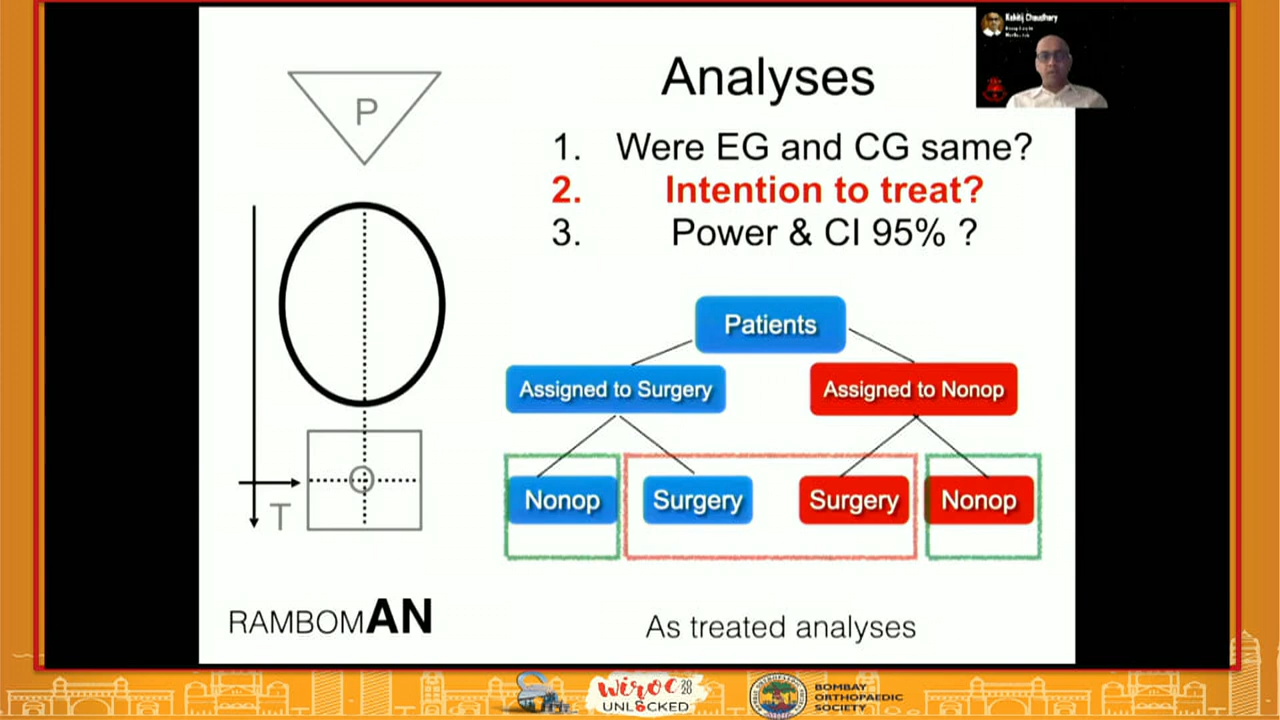 Kshitij Chaudhary
P
Analyses
1. Were EG and CG same?
2. Intention to treat?
3. Power & CI 95% ?
Patients
Assigned to Surgery
Assigned to Nonop
Nonop
Surgery
Surgery
Nonop
O
T
RAMBOMAN
As treated analyses
WIROC 2020
UNLOCKED
BOMBAY
ORTHOPAEDIC
SOCIETY